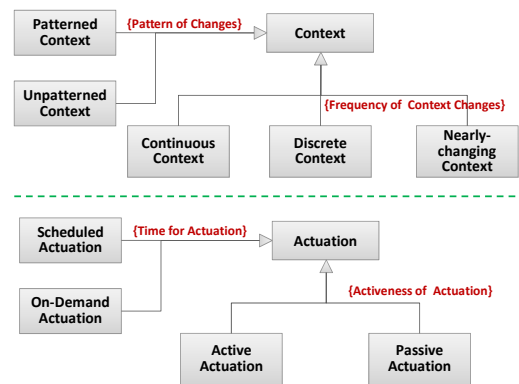 Patterned
Context
{Pattern of Changes}
Context
Unpatterned
Context
{Frequency of Context Changes}
Continuous
Context
Discrete
Context
Nearly-
changing
Context
Scheduled
Actuation
{Time for Actuation}
Actuation
On-Demand
Actuation
{Activeness of Actuation}
Active
Actuation
Passive
Actuation